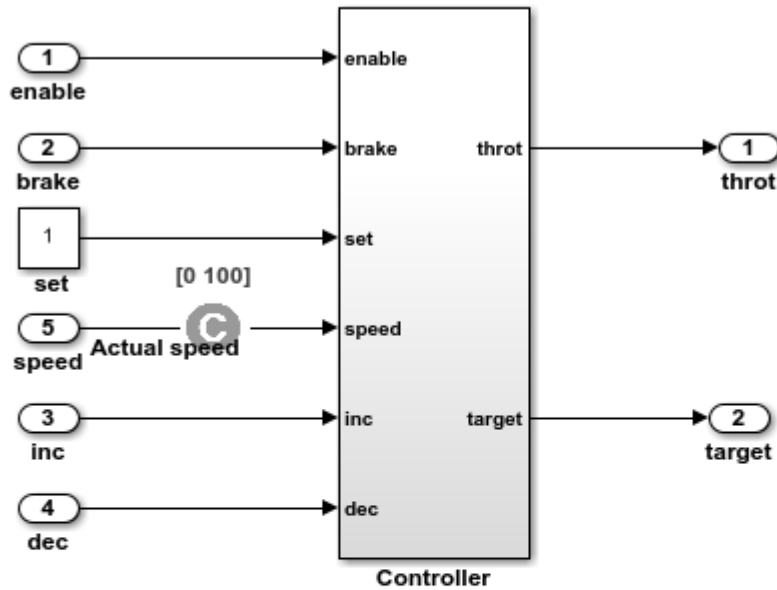 1
enable
enable
2
brake
brake
throt
1
throt
1
set
set
[0 100]
C
5
speed
Actual speed
speed
3
inc
inc
target
2
target
4
dec
dec
Controller